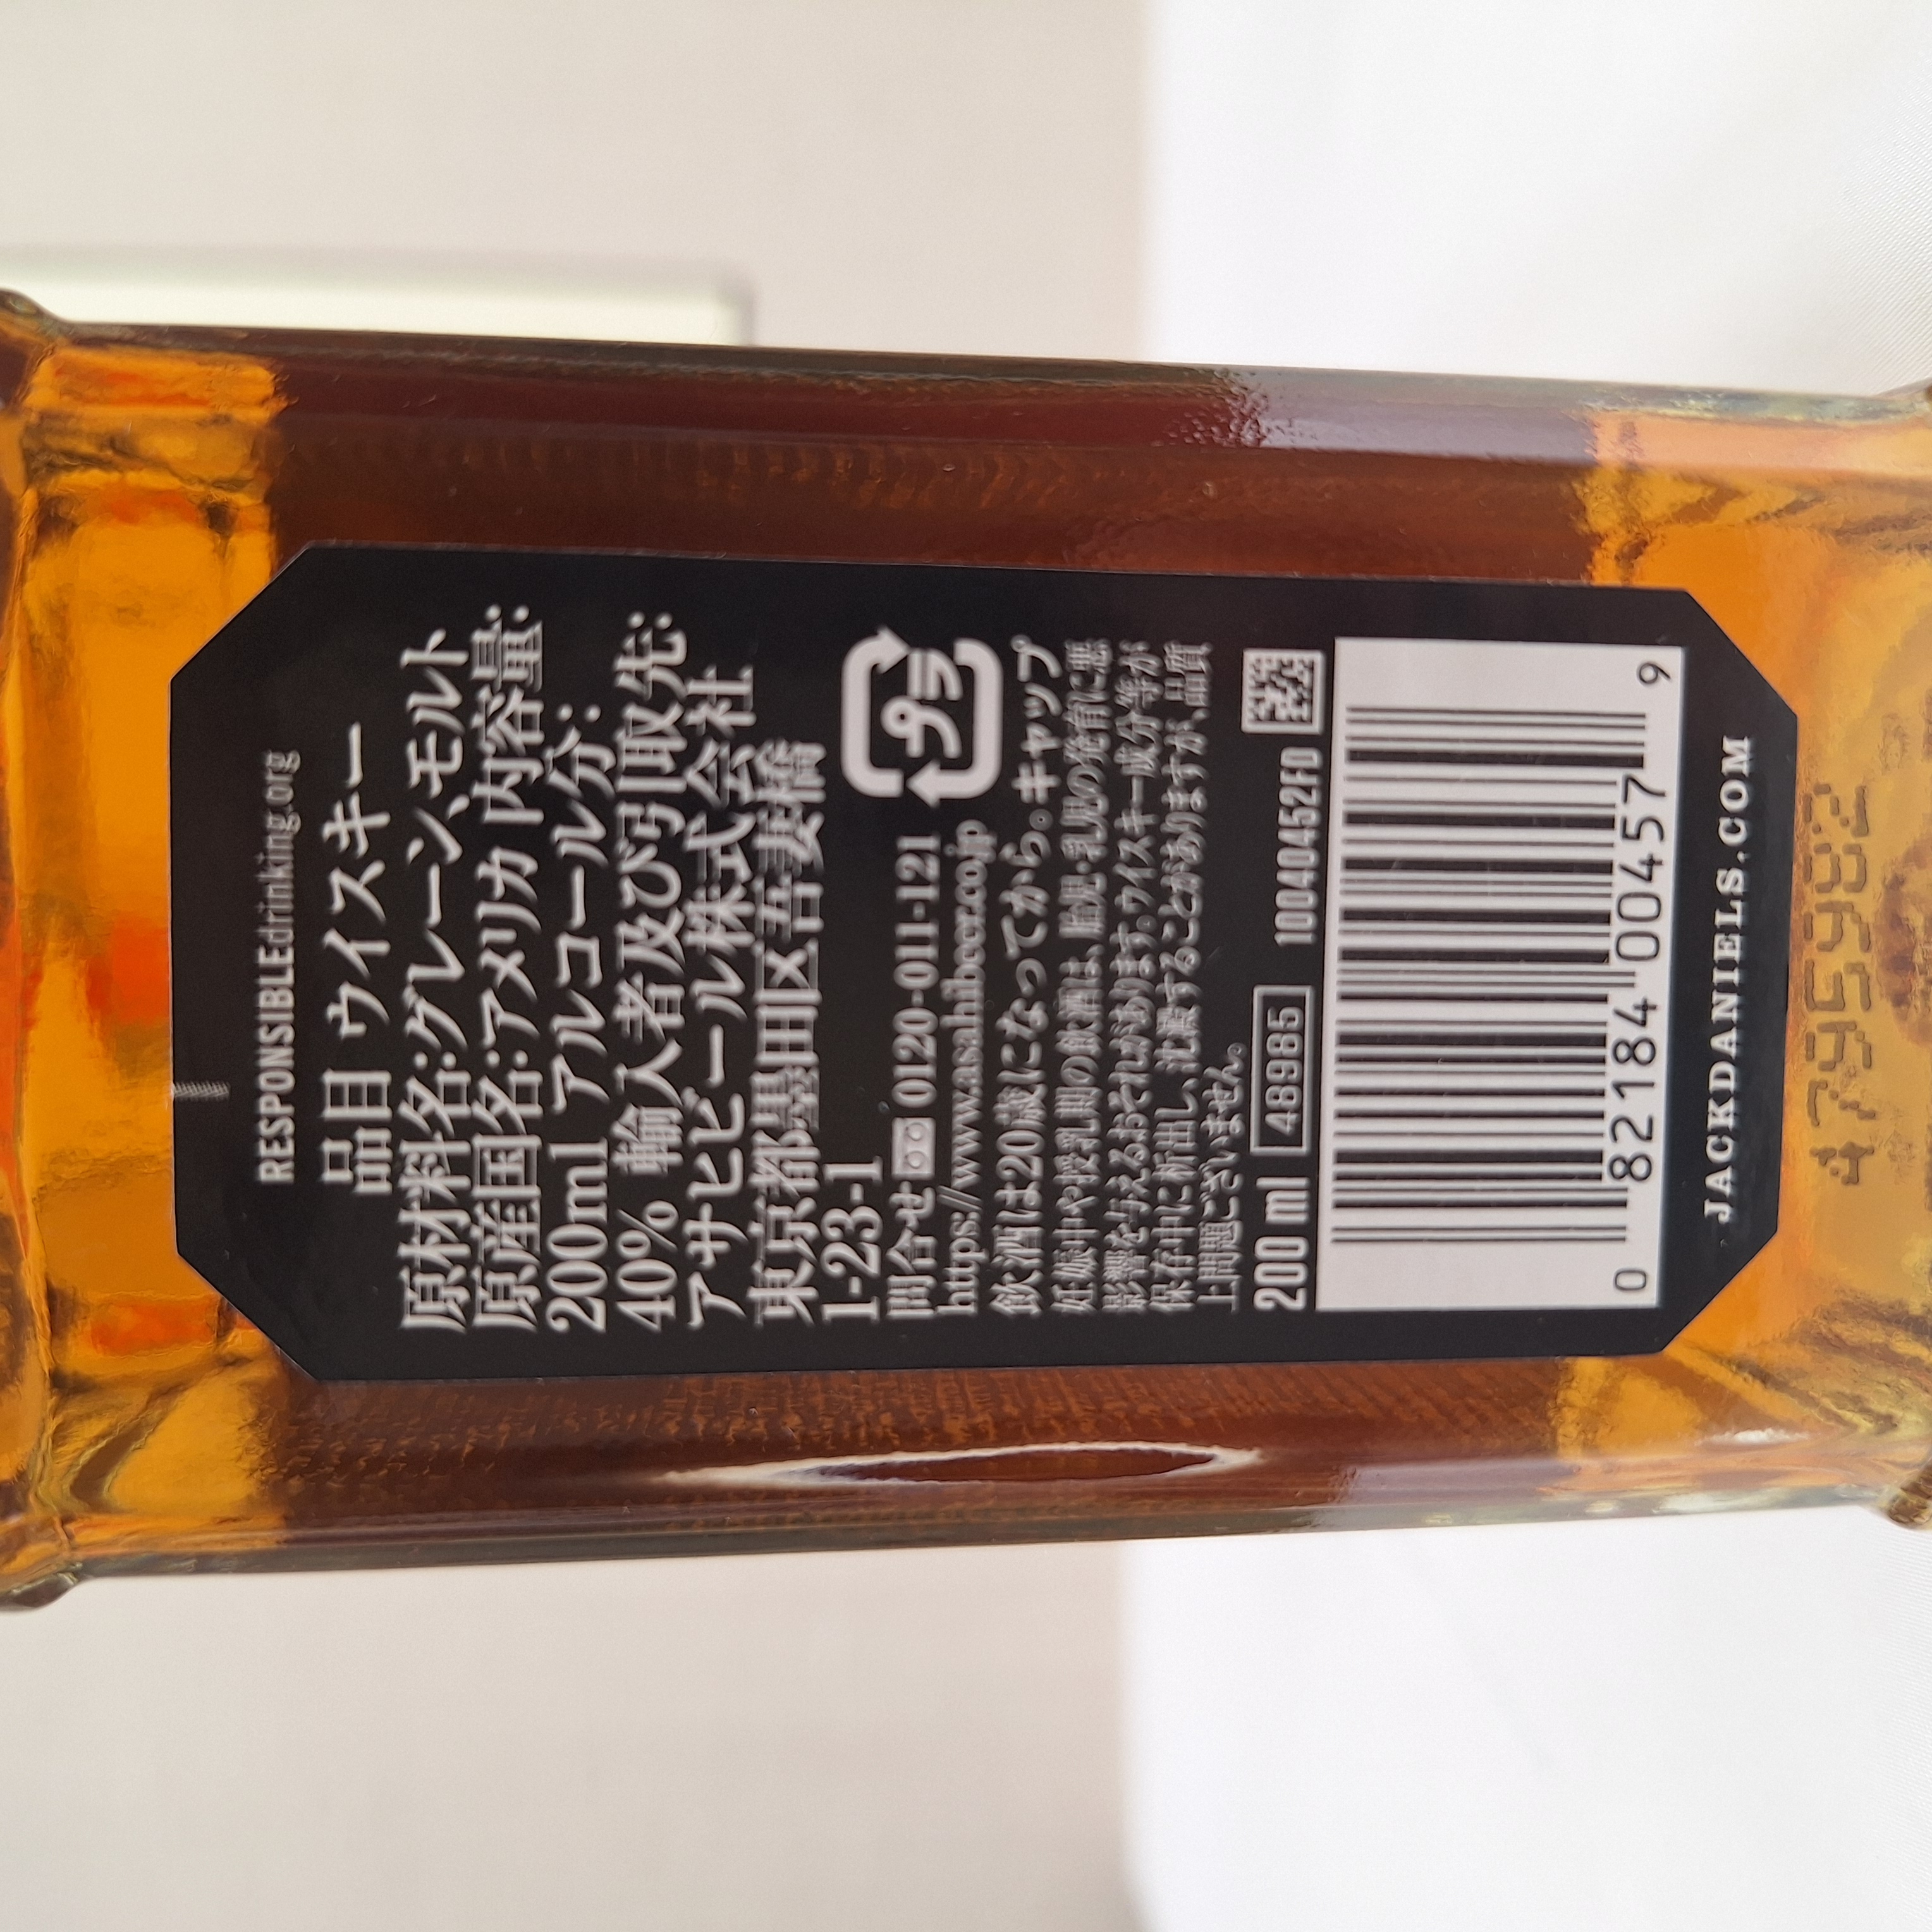 RESPONSIBLEdrinking.org
品目 ウイスキー
原材料名:グレーン､モルト
原産国名:アメリカ 内容量:
200ml アルコール分:
40% 輸入者及び引取先:
アサヒビール株式会社
東京都墨田区吾妻橋
1-23-1
問合せ 0120-011-121
https://www.asahibeer.co.jp
プラ
飲酒は20歳になってから。キャップ
妊娠中や授乳期の飲酒は、胎児・乳児の発育に悪
影響を与えるおそれがあります。ウイスキー成分等が
保存中に析出し、沈澱することがありますが、品質
上問題ございません。
200 ml 48985 10040452FD
0 82184 00457 9
JACKDANIELS.COM
479582